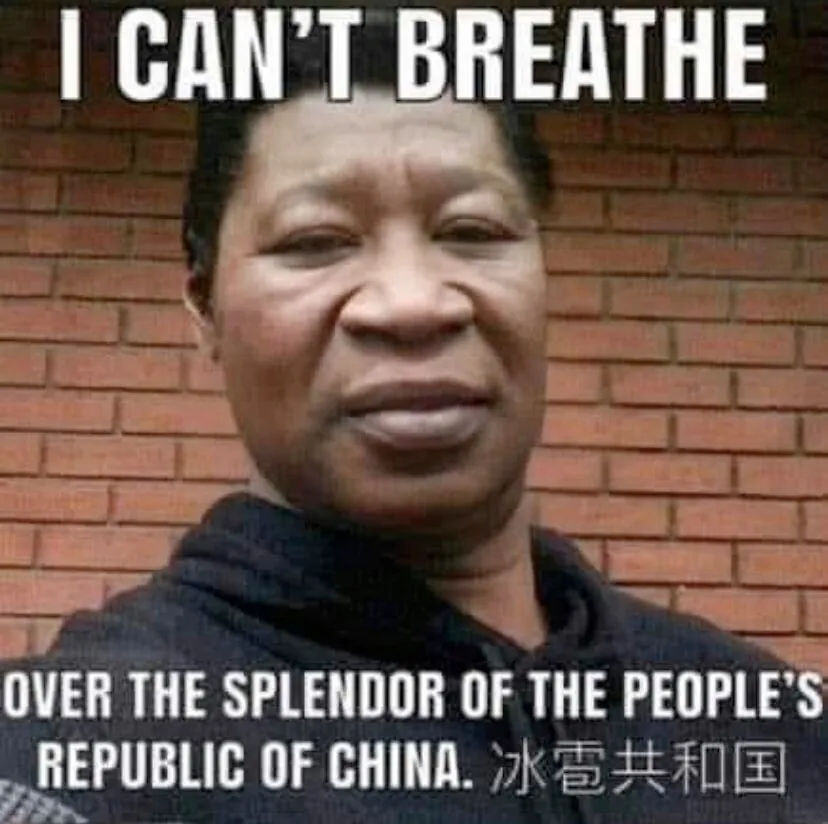 I CAN'T BREATHE
OVER THE SPLENDOR OF THE PEOPLE'S
REPUBLIC OF CHINA. 冰雹共和国